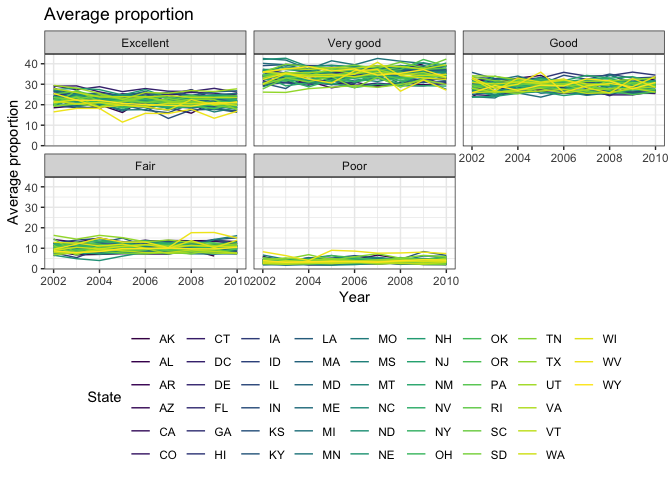 Average proportion
Excellent Very good Good
40
30
20
10
0
2002 2004 2006 2008 2010
Fair Poor
40
30
20
10
0
2002 2004 2006 2008 2010 2002 2004 2006 2008 2010
Average proportion
Year
State
AK CT IA LA MO NH OK TN WI
AL DC ID MA MS NJ OR TX WV
AR DE IL MD MT NM PA UT WY
AZ FL IN ME NC NV RI VA
CA GA KS MI ND NY SC VT
CO HI KY MN NE OH SD WA